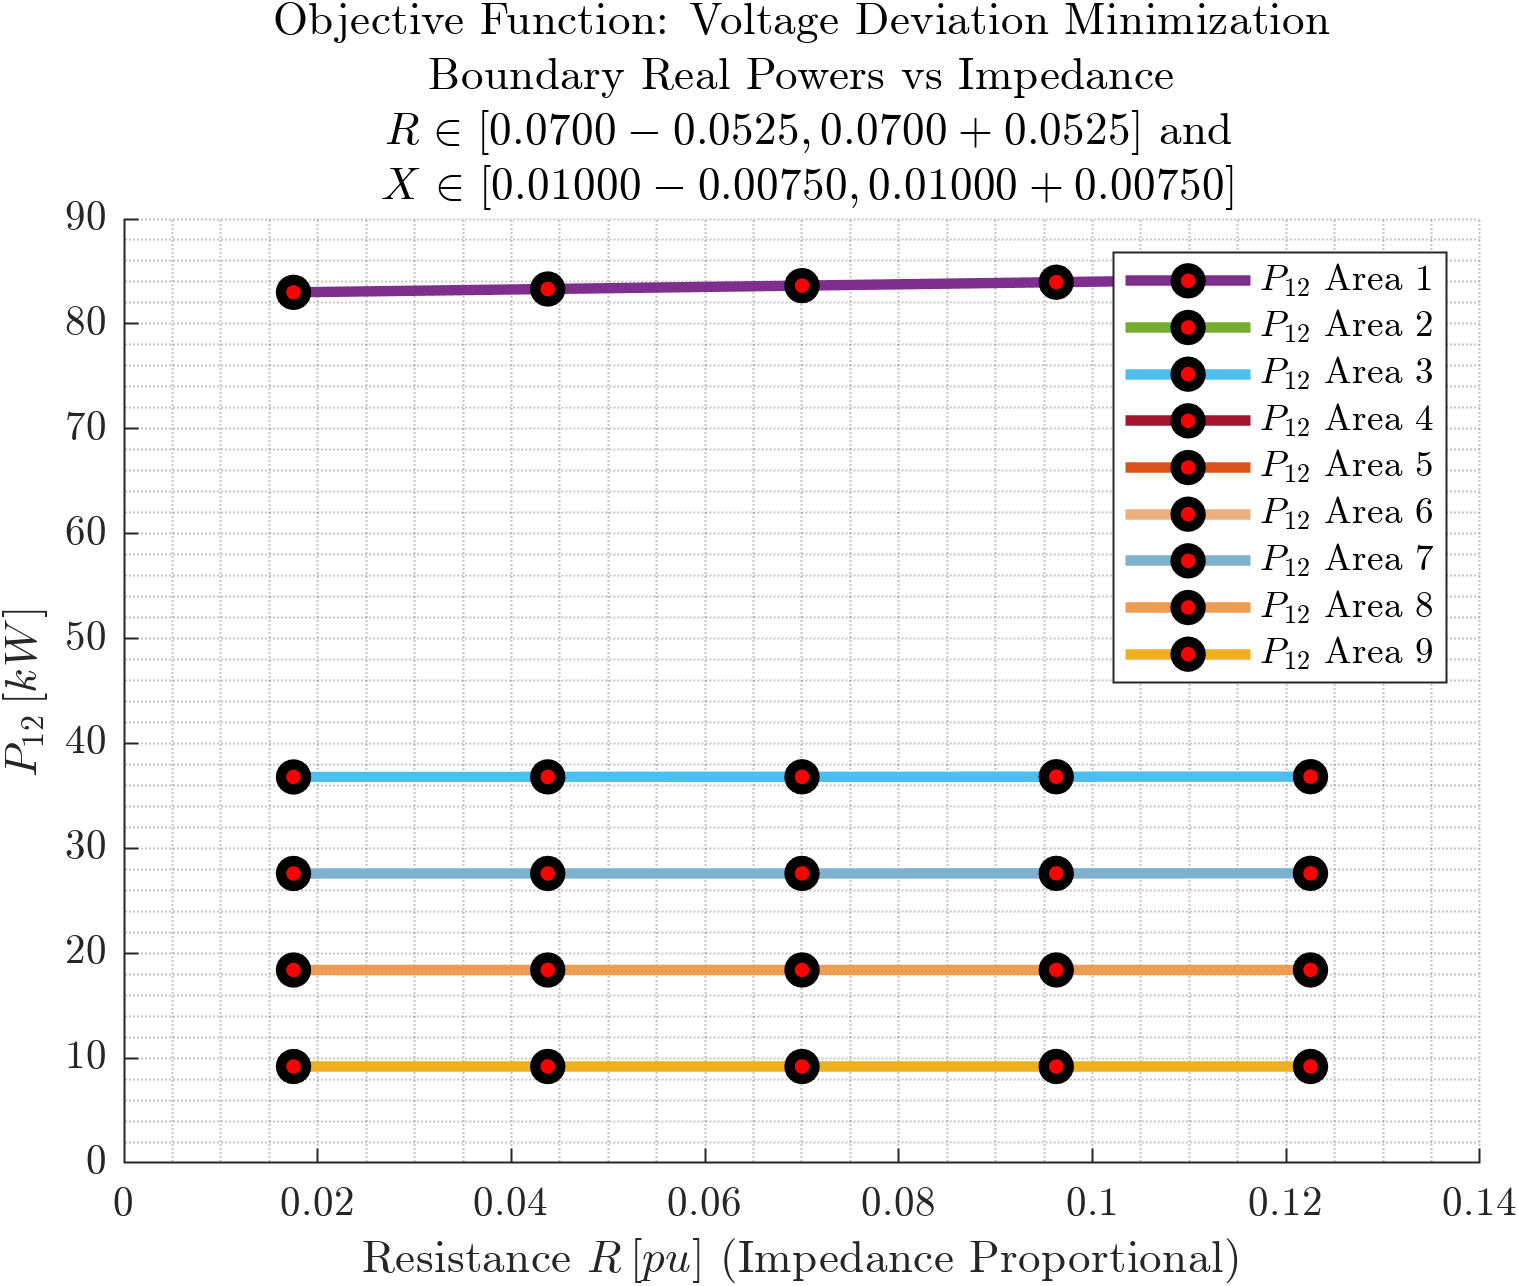 Objective Function: Voltage Deviation Minimization
Boundary Real Powers vs Impedance
R ∈ [0.0700 − 0.0525, 0.0700 + 0.0525] and
X ∈ [0.01000 − 0.00750, 0.01000 + 0.00750]
90
80
70
60
50
40
30
20
10
0
P₁₂ [kW]
P₁₂ Area 1
P₁₂ Area 2
P₁₂ Area 3
P₁₂ Area 4
P₁₂ Area 5
P₁₂ Area 6
P₁₂ Area 7
P₁₂ Area 8
P₁₂ Area 9
0 0.02 0.04 0.06 0.08 0.1 0.12 0.14
Resistance R [pu] (Impedance Proportional)